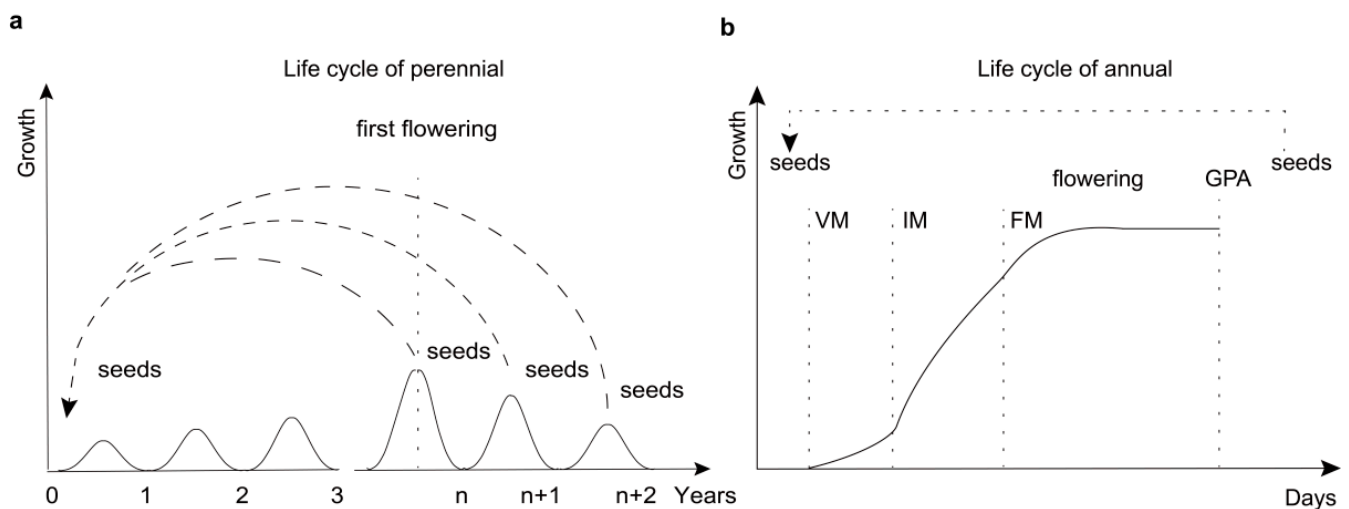 a
Life cycle of perennial
Growth
first flowering
seeds
seeds
seeds
seeds
0 1 2 3 n n+1 n+2 Years
b
Life cycle of annual
Growth
seeds
seeds
flowering
GPA
VM IM FM
Days